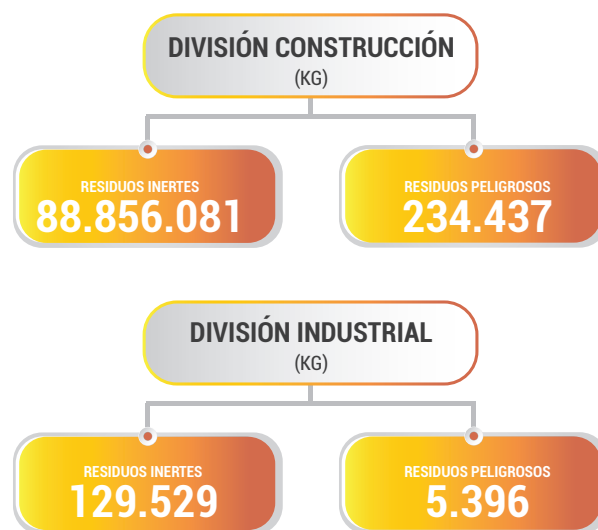 DIVISIÓN CONSTRUCCIÓN
(KG)
RESIDUOS INERTES
88.856.081
RESIDUOS PELIGROSOS
234.437
DIVISIÓN INDUSTRIAL
(KG)
RESIDUOS INERTES
129.529
RESIDUOS PELIGROSOS
5.396